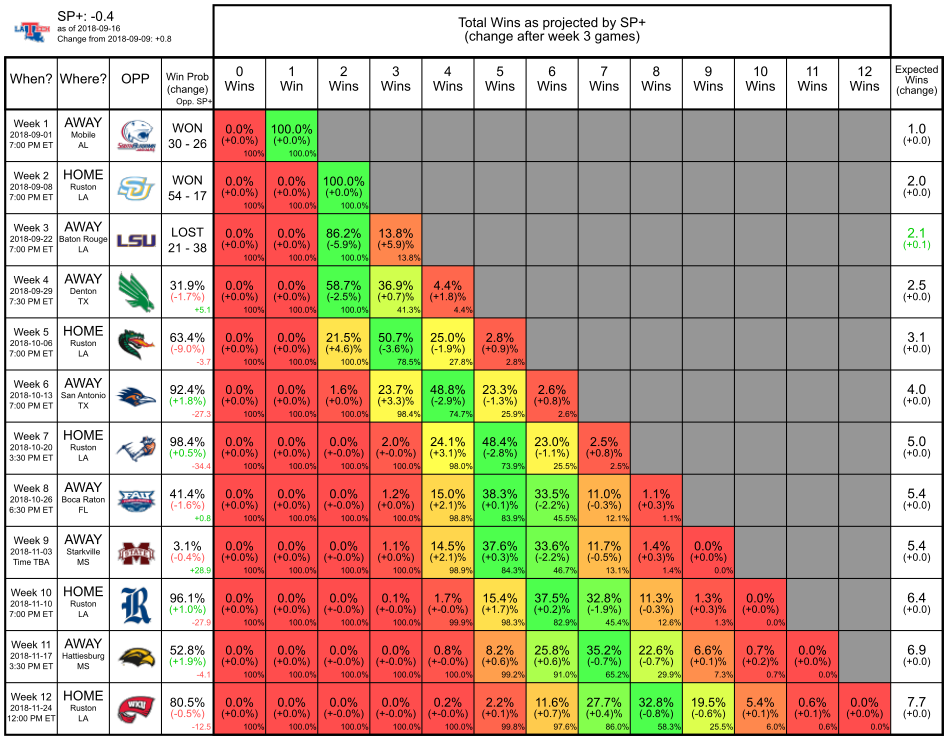 SP+: -0.4
as of 2018-09-16
Change from 2018-09-09: +0.8
Total Wins as projected by SP+
(change after week 3 games)
When? Where? OPP Win Prob (change) Opp. SP+ 0 Wins 1 Win 2 Wins 3 Wins 4 Wins 5 Wins 6 Wins 7 Wins 8 Wins 9 Wins 10 Wins 11 Wins 12 Wins Expected Wins (change)
Week 1 AWAY WON 0.0% 100.0% 1.0
2018-09-01 Mobile (+0.0%) (+0.0%) (+0.0)
7:00 PM ET AL 30 - 26 100% 100.0%
Week 2 HOME WON 0.0% 0.0% 100.0% 2.0
2018-09-08 Ruston (+0.0%) (+0.0%) (+0.0%) (+0.0)
7:00 PM ET LA 54 - 17 100% 100.0% 100.0%
Week 3 AWAY LSU LOST 0.0% 0.0% 86.2% 13.8% 2.1
2018-09-22 Baton Rouge (+0.0%) (+0.0%) (-5.9%) (+5.9%) (+0.1)
7:00 PM ET LA 21 - 38 100% 100.0% 100.0% 13.8%
Week 4 AWAY 31.9% 0.0% 0.0% 58.7% 36.9% 4.4% 2.5
2018-09-29 Denton (-1.7%) (+0.0%) (+0.0%) (-2.5%) (+0.7%) (+1.8%) (+0.0)
7:30 PM ET TX +5.1 100% 100.0% 100.0% 41.3% 4.4%
Week 5 HOME 63.4% 0.0% 0.0% 21.5% 50.7% 25.0% 2.8% 3.1
2018-10-06 Ruston (-9.0%) (+0.0%) (+0.0%) (+4.6%) (-3.6%) (-1.9%) (+0.9%) (+0.0)
7:00 PM ET LA -3.7 100% 100.0% 100.0% 78.5% 27.8% 2.8%
Week 6 AWAY 92.4% 0.0% 0.0% 1.6% 23.7% 48.8% 23.3% 2.6% 4.0
2018-10-13 San Antonio (+1.8%) (+0.0%) (+0.0%) (+0.0%) (+3.3%) (-2.9%) (-1.3%) (+0.8%) (+0.0)
7:00 PM ET TX -27.3 100% 100.0% 100.0% 98.4% 74.7% 25.9% 2.6%
Week 7 HOME 98.4% 0.0% 0.0% 0.0% 2.0% 24.1% 48.4% 23.0% 2.5% 5.0
2018-10-20 Ruston (+0.5%) (+0.0%) (+0.0%) (+-0.0%) (+-0.0%) (+3.1%) (-2.8%) (-1.1%) (+0.8%) (+0.0)
3:30 PM ET LA -34.4 100% 100.0% 100.0% 100.0% 98.0% 73.9% 25.5% 2.5%
Week 8 AWAY FAU 41.4% 0.0% 0.0% 0.0% 1.2% 15.0% 38.3% 33.5% 11.0% 1.1% 5.4
2018-10-26 Boca Raton (-1.6%) (+0.0%) (+0.0%) (+-0.0%) (+0.0%) (+2.1%) (+0.1%) (-2.2%) (-0.3%) (+0.3%) (+0.0)
6:30 PM ET FL +0.8 100% 100.0% 100.0% 100.0% 98.8% 83.9% 45.5% 12.1% 1.1%
Week 9 AWAY STATE 3.1% 0.0% 0.0% 0.0% 1.1% 14.5% 37.6% 33.6% 11.7% 1.4% 0.0% 5.4
2018-11-03 Starkville (-0.4%) (+0.0%) (+0.0%) (+-0.0%) (+0.0%) (+2.1%) (+0.3%) (-2.2%) (-0.5%) (+0.3%) (+0.0%) (+0.0)
Time TBA MS +28.9 100% 100.0% 100.0% 100.0% 98.9% 84.3% 46.7% 13.1% 1.4% 0.0%
Week 10 HOME R 96.1% 0.0% 0.0% 0.0% 0.1% 1.7% 15.4% 37.5% 32.8% 11.3% 1.3% 0.0% 6.4
2018-11-10 Ruston (+1.0%) (+0.0%) (+0.0%) (+-0.0%) (+-0.0%) (+-0.0%) (+1.7%) (+0.2%) (-1.9%) (-0.3%) (+0.3%) (+0.0%) (+0.0)
7:00 PM ET LA -27.9 100% 100.0% 100.0% 100.0% 99.9% 98.3% 82.9% 45.4% 12.6% 1.3% 0.0%
Week 11 AWAY 52.8% 0.0% 0.0% 0.0% 0.0% 0.8% 8.2% 25.8% 35.2% 22.6% 6.6% 0.7% 0.0% 6.9
2018-11-17 Hattiesburg (+1.9%) (+0.0%) (+0.0%) (+-0.0%) (+-0.0%) (+-0.0%) (+0.6%) (+0.8%) (-0.7%) (-0.7%) (+0.1%) (+0.2%) (+0.0%) (+0.0)
3:30 PM ET MS -4.1 100% 100.0% 100.0% 100.0% 100.0% 99.2% 91.0% 65.2% 29.9% 7.3% 0.7% 0.0%
Week 12 HOME WKU 80.5% 0.0% 0.0% 0.0% 0.0% 0.2% 2.2% 11.6% 27.7% 32.8% 19.5% 5.4% 0.6% 0.0% 7.7
2018-11-24 Ruston (-0.5%) (+0.0%) (+0.0%) (+-0.0%) (+-0.0%) (+-0.0%) (+0.1%) (+0.7%) (+0.4%) (-0.8%) (-0.6%) (+0.1%) (+0.1%) (+0.0%) (+0.0)
12:00 PM ET LA -12.5 100% 100.0% 100.0% 100.0% 100.0% 99.8% 97.6% 86.0% 58.3% 25.5% 6.0% 0.6% 0.0%